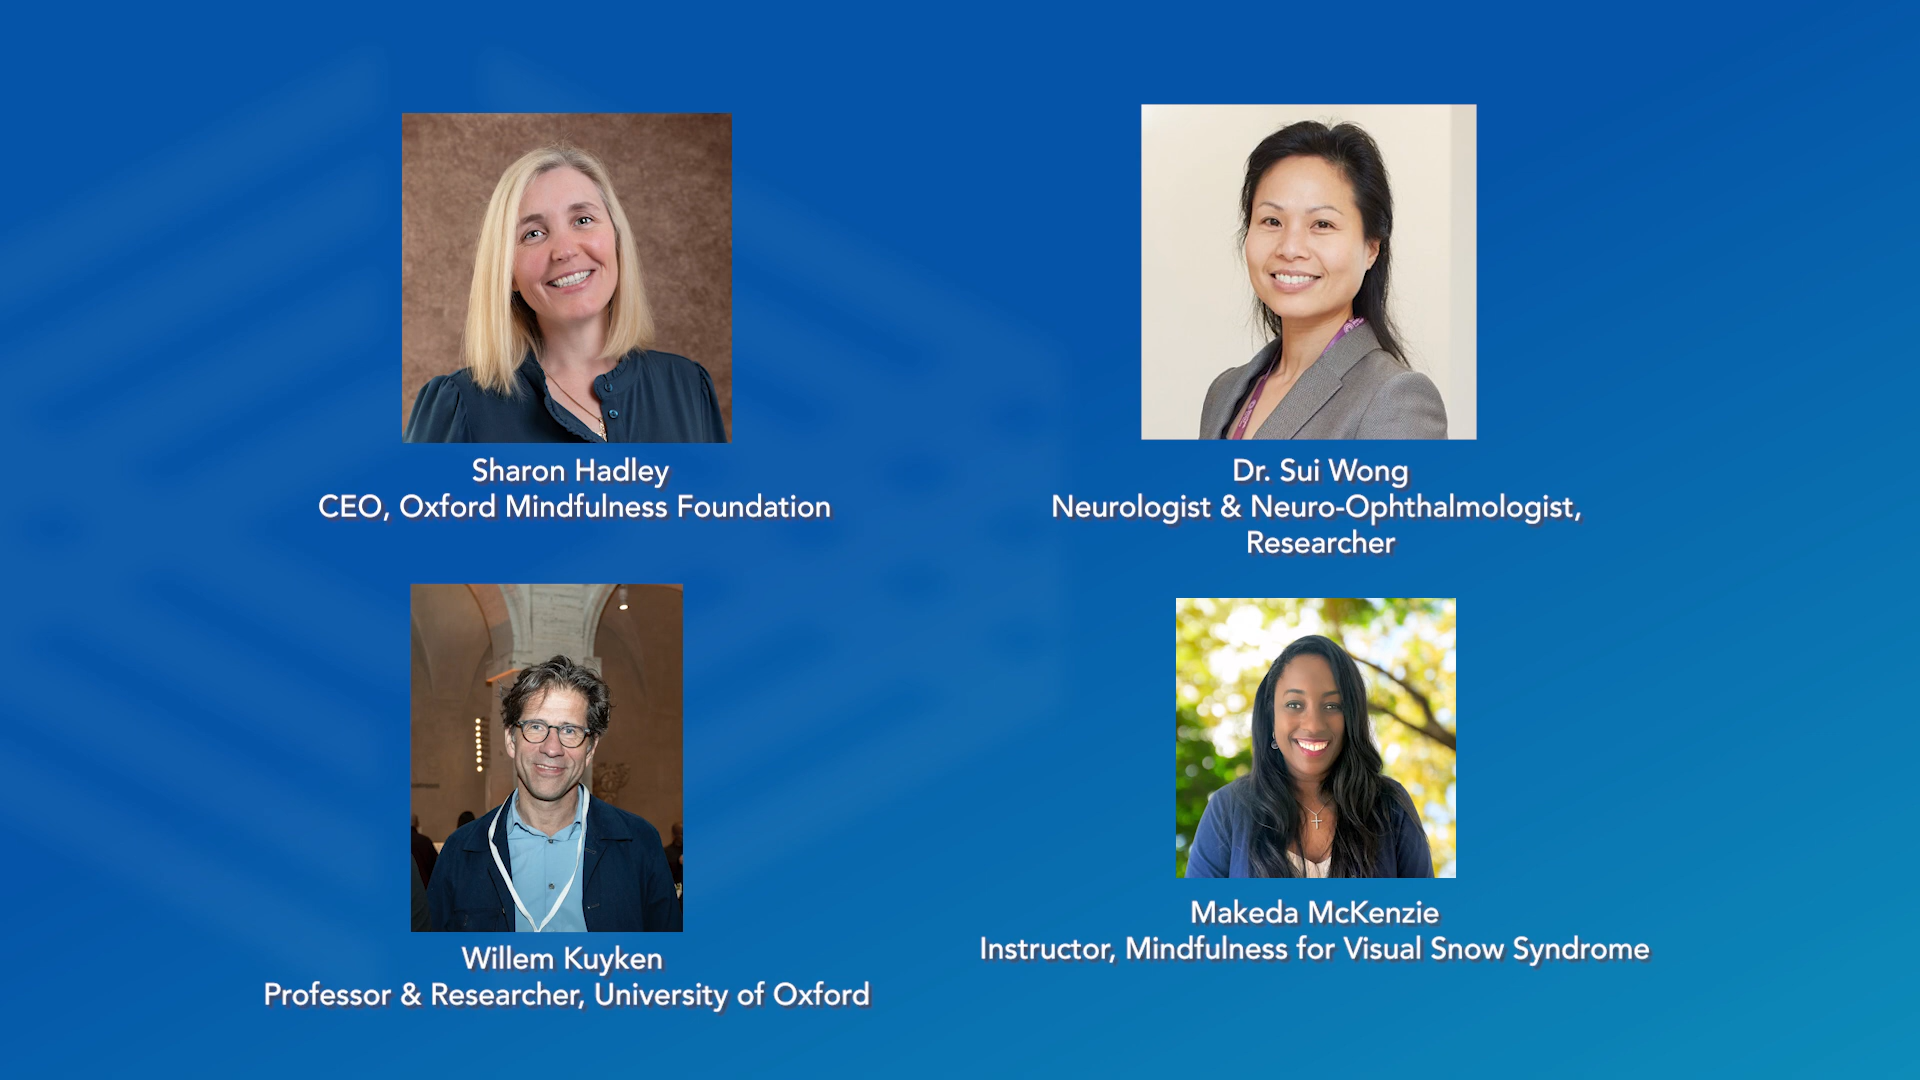 Sharon Hadley
CEO, Oxford Mindfulness Foundation
Dr. Sui Wong
Neurologist & Neuro-Ophthalmologist,
Researcher
Willem Kuyken
Professor & Researcher, University of Oxford
Makeda McKenzie
Instructor, Mindfulness for Visual Snow Syndrome